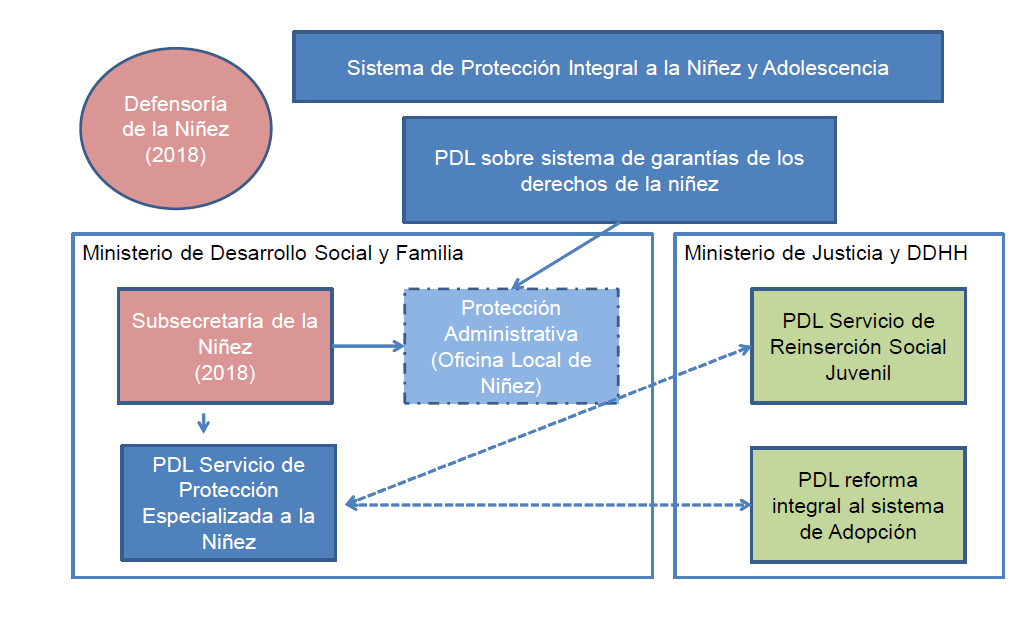 Sistema de Protección Integral a la Niñez y Adolescencia
Defensoría
de la Niñez
(2018)
PDL sobre sistema de garantías de los
derechos de la niñez
Ministerio de Desarrollo Social y Familia
Subsecretaría de la
Niñez
(2018)
Protección
Administrativa
(Oficina Local de
Niñez)
PDL Servicio de
Protección
Especializada a la
Niñez
Ministerio de Justicia y DDHH
PDL Servicio de
Reinserción Social
Juvenil
PDL reforma
integral al sistema
de Adopción